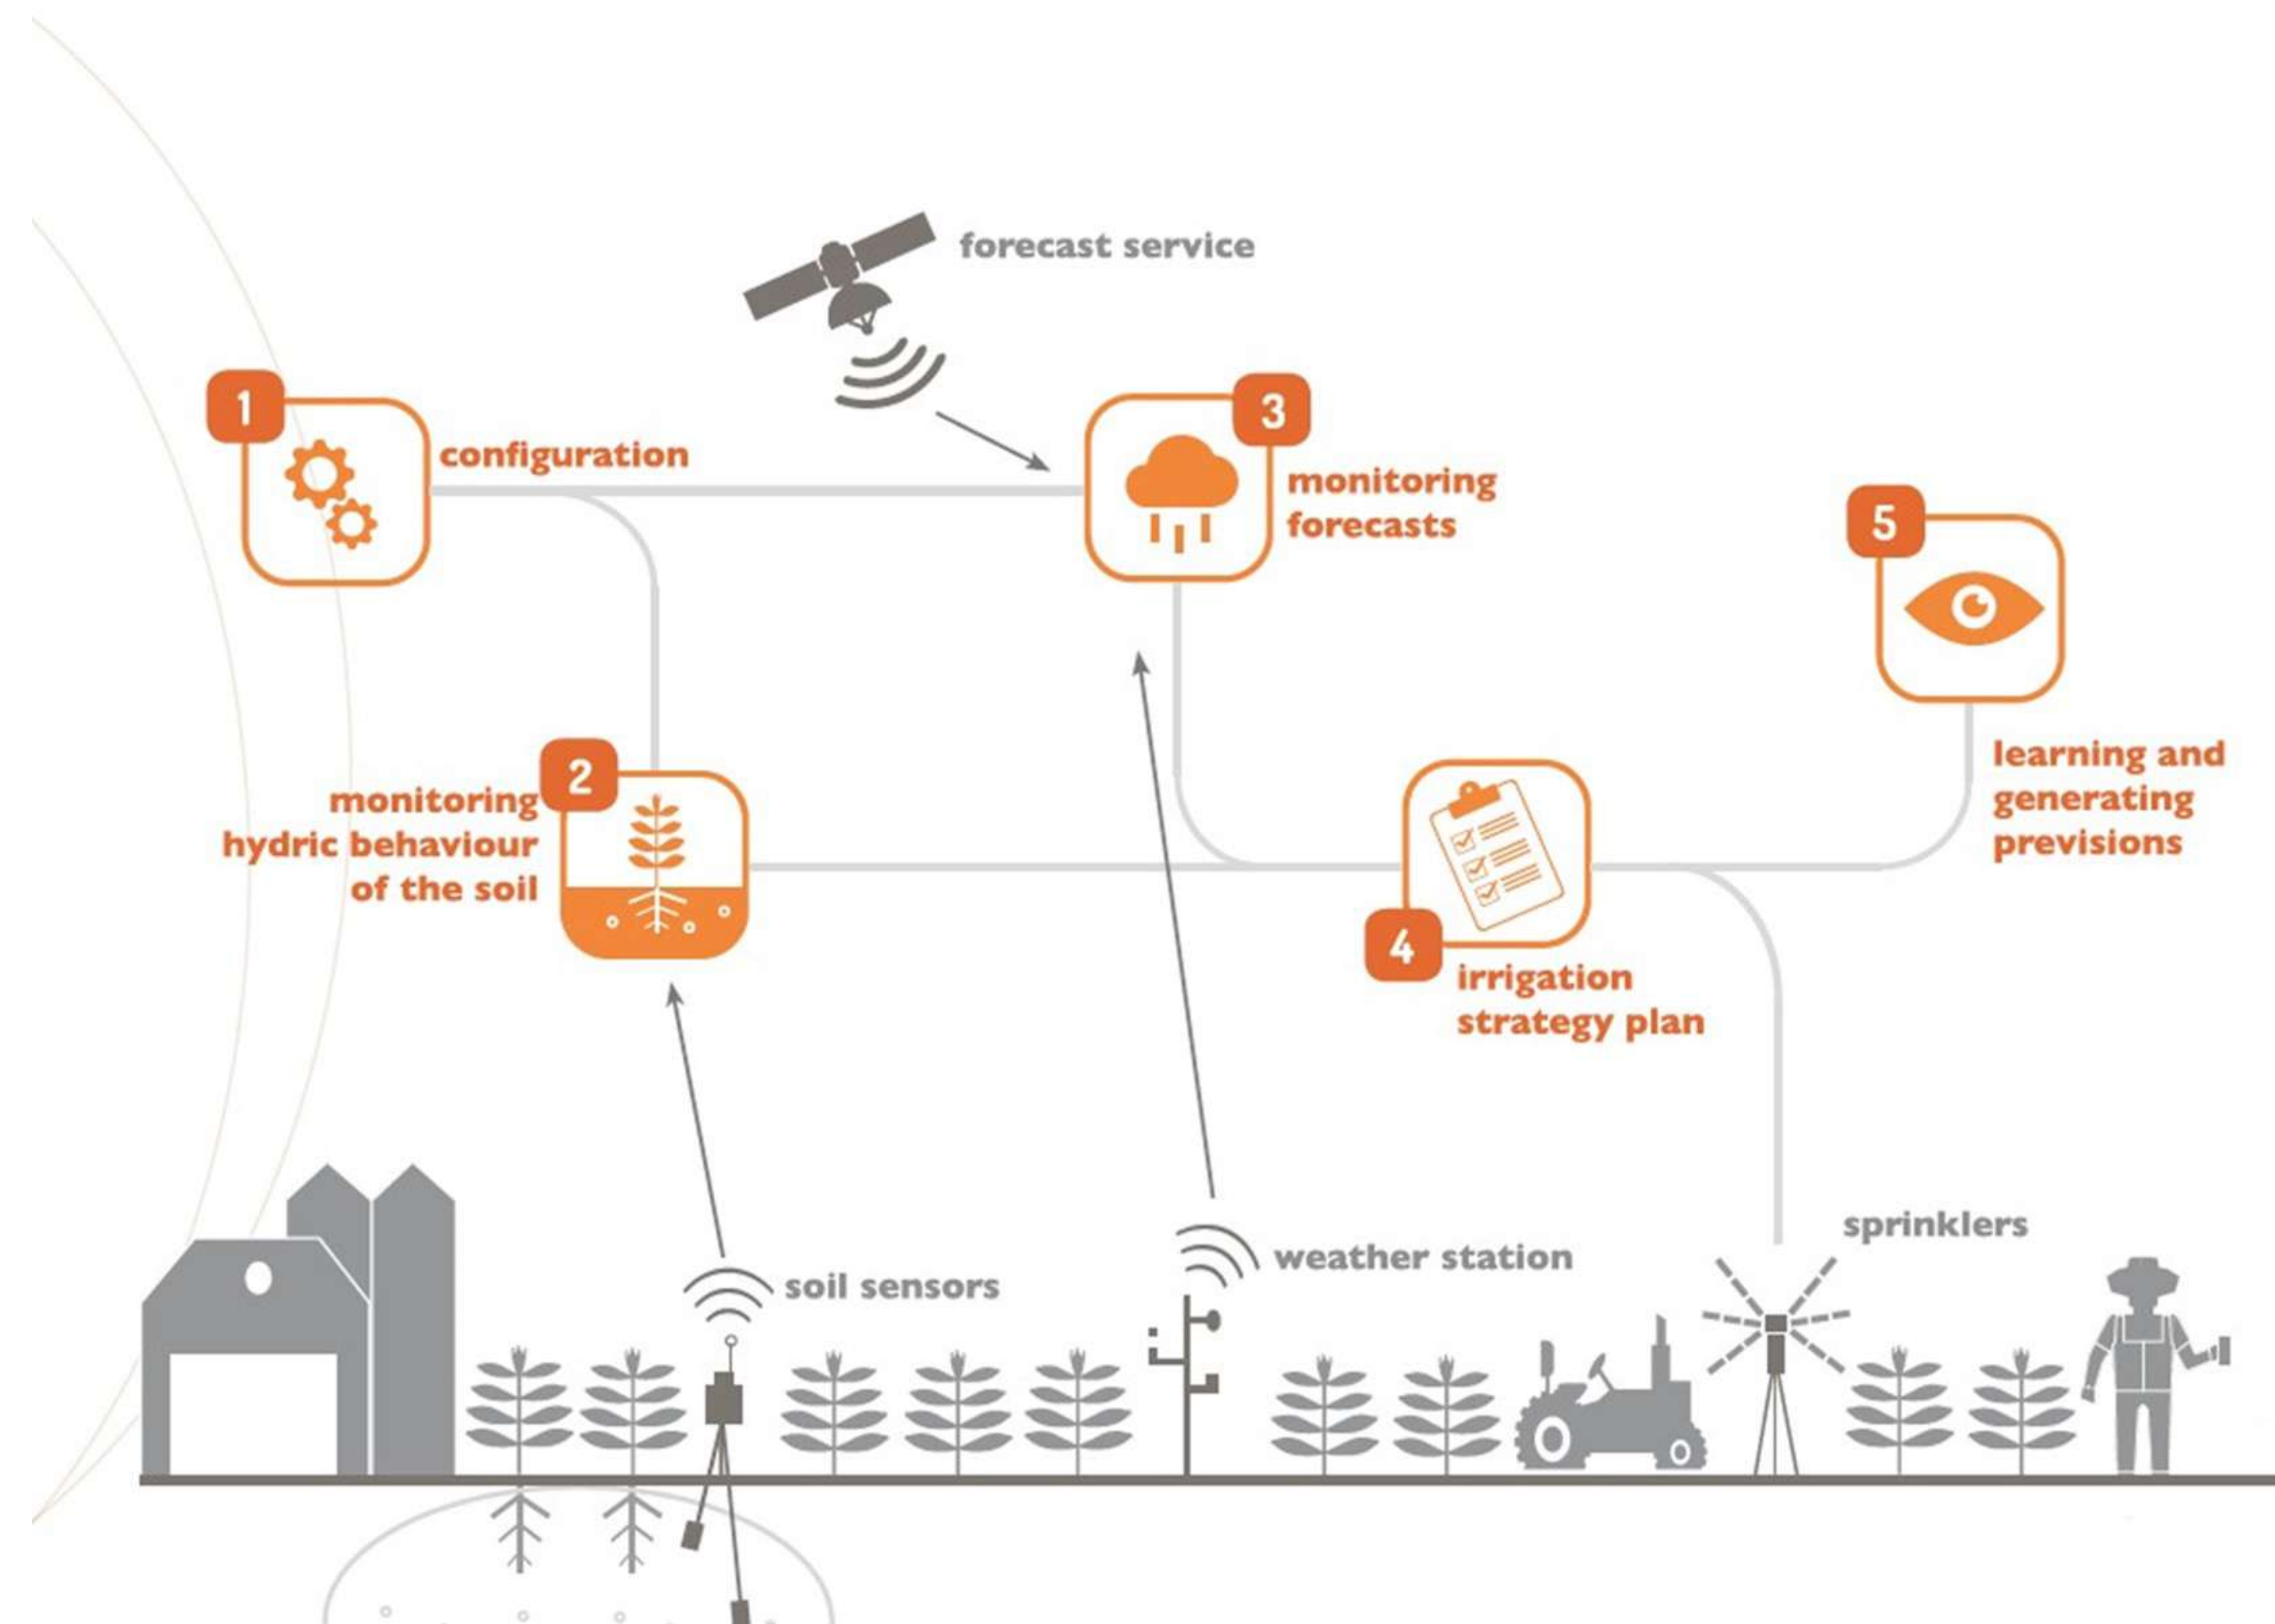 forecast service
1
configuration
3
monitoring
forecasts
5
learning and
generating
previsions
2
monitoring
hydric behaviour
of the soil
4
irrigation
strategy plan
soil sensors
weather station
sprinklers